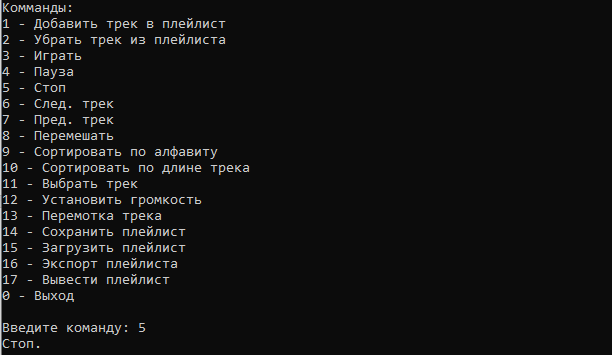 Комманды:
1 - Добавить трек в плейлист
2 - Убрать трек из плейлиста
3 - Играть
4 - Пауза
5 - Стоп
6 - След. трек
7 - Пред. трек
8 - Перемешать
9 - Сортировать по алфавиту
10 - Сортировать по длине трека
11 - Выбрать трек
12 - Установить громкость
13 - Перемотка трека
14 - Сохранить плейлист
15 - Загрузить плейлист
16 - Экспорт плейлиста
17 - Вывести плейлист
0 - Выход
Введите команду: 5
Стоп.